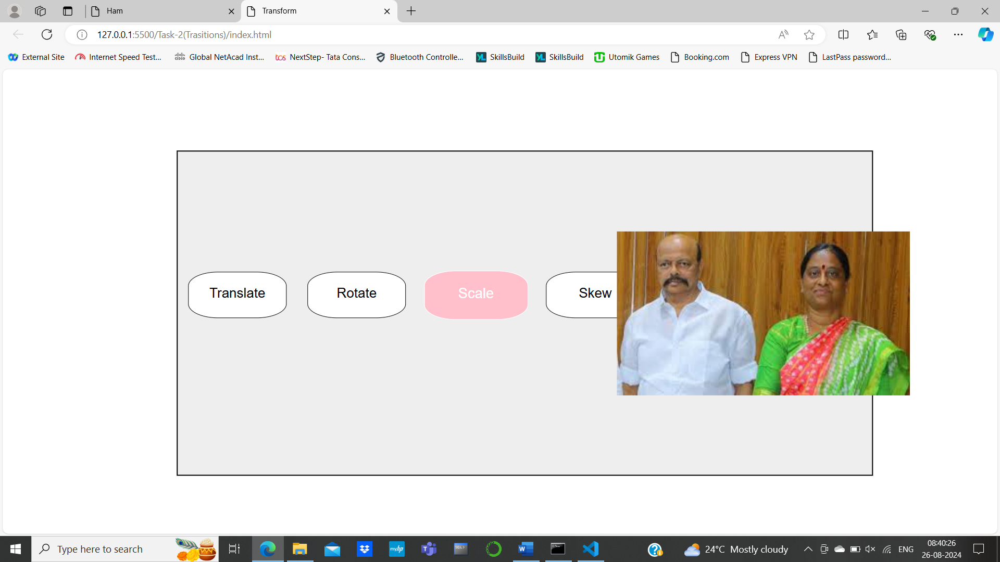 Ham
Transform
127.0.0.1:5500/Task-2(Trasitions)/index.html
External Site
Internet Speed Test...
Global NetAcad Inst...
NextStep- Tata Cons...
Bluetooth Controlle...
SkillsBuild
SkillsBuild
Utomik Games
Booking.com
Express VPN
LastPass password...
Translate
Rotate
Scale
Skew
Type here to search
24°C Mostly cloudy
ENG
08:40:26
26-08-2024